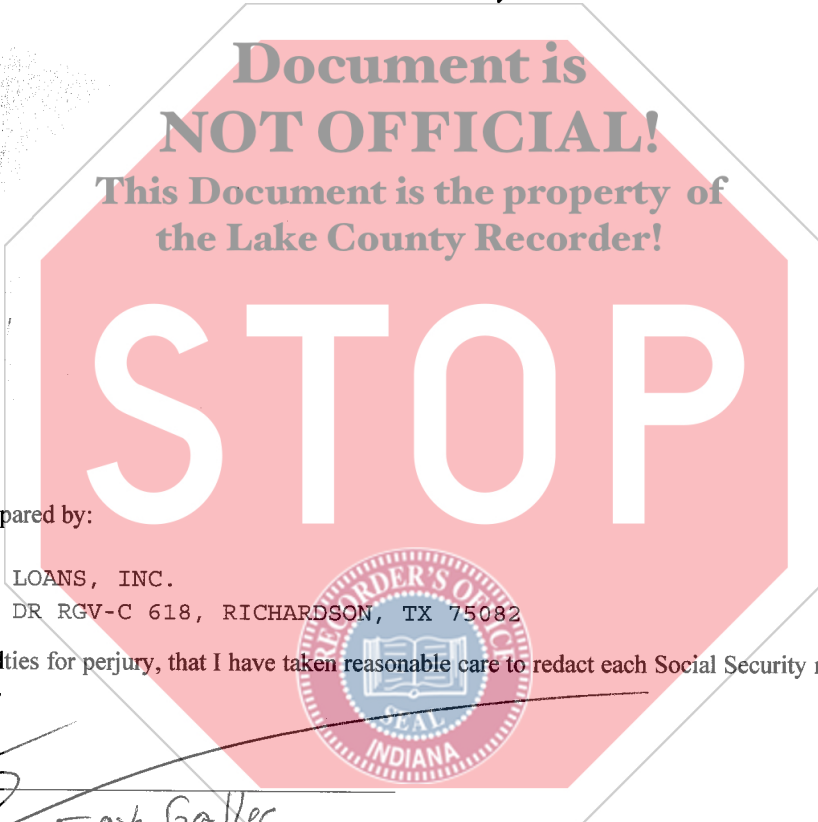 Document is
NOT OFFICIAL!
This Document is the property of
the Lake County Recorder!
STOP
pared by:
LOANS, INC.
DR RGV-C 618, RICHARDSON, TX 75082
RECORDER'S OFFICE
lties for perjury, that I have taken reasonable care to redact each Social Security
SEAL
INDIANA